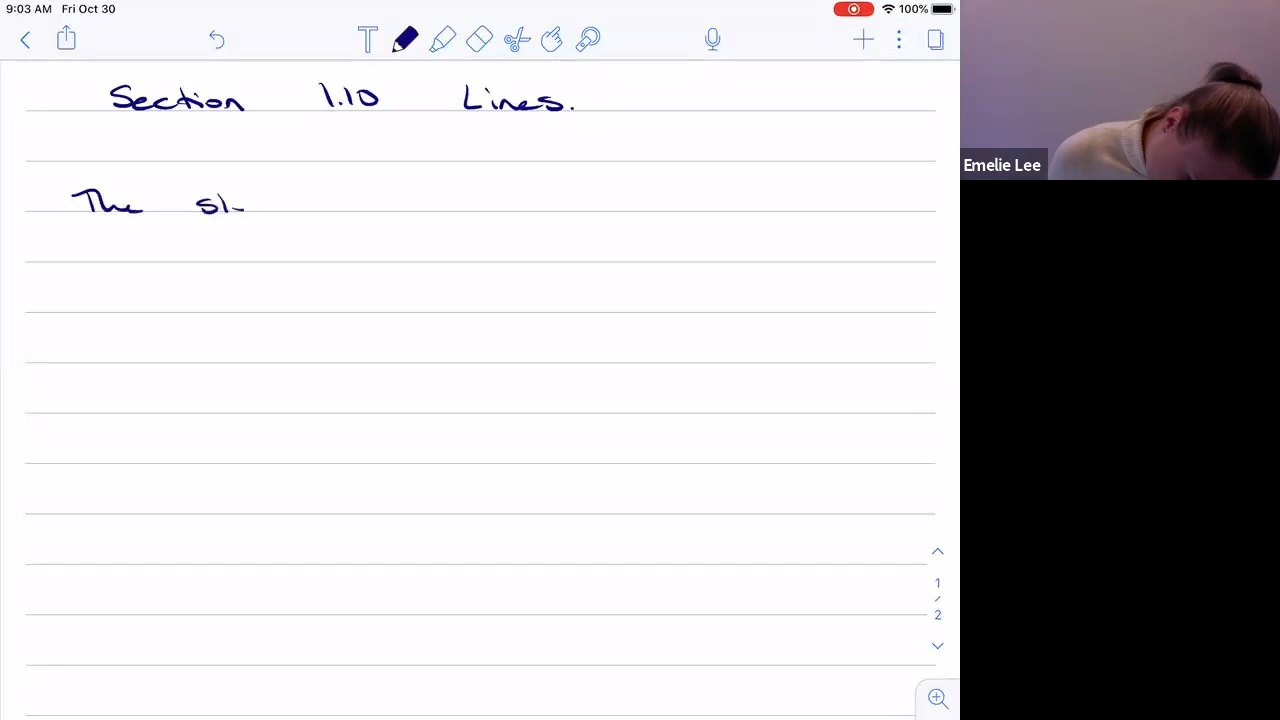 9:03 AM Fri Oct 30 100%
T
Section 1.10 Lines.
Emelie Lee
The sl
1
/
2